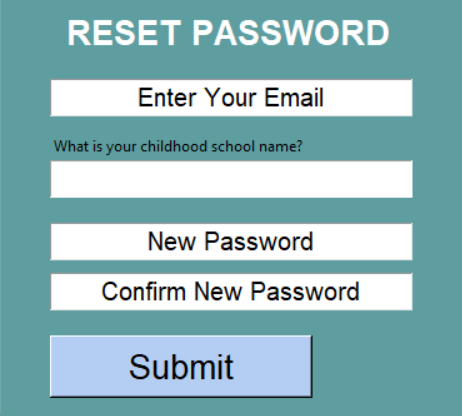 RESET PASSWORD
Enter Your Email
What is your childhood school name?
New Password
Confirm New Password
Submit